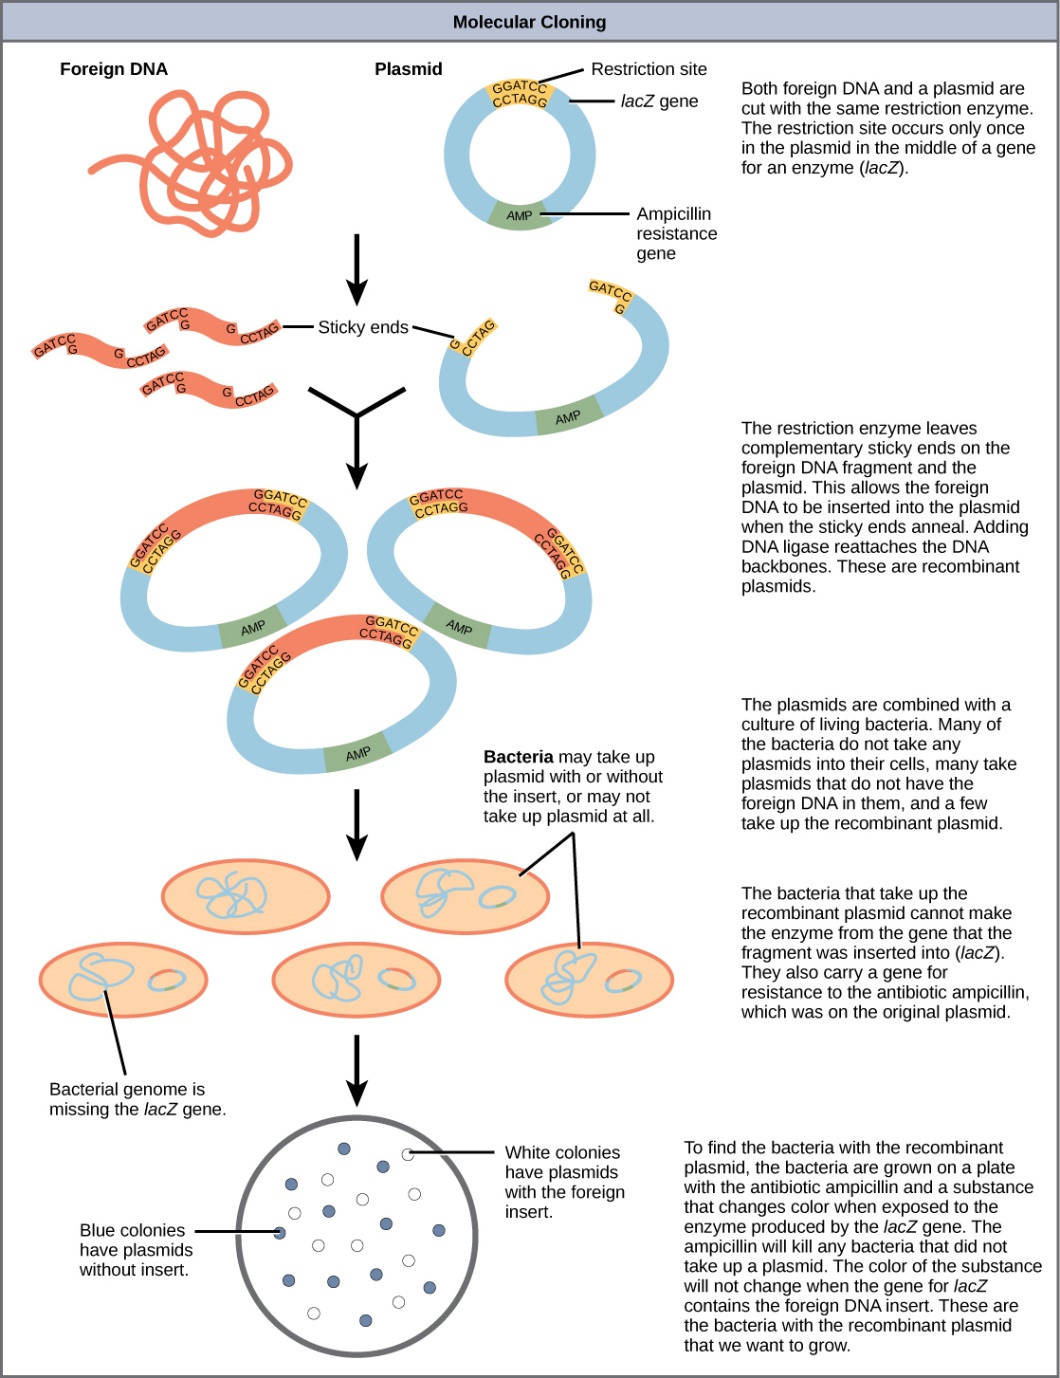 Molecular Cloning
Foreign DNA
Plasmid
GGATCC
CCTAGG
Restriction site
lacZ gene
AMP
Ampicillin
resistance
gene
Both foreign DNA and a plasmid are
cut with the same restriction enzyme.
The restriction site occurs only once
in the plasmid in the middle of a gene
for an enzyme (lacZ).
GATCC
G
G
CCTAG
GATCC
G
G
CCTAG
GATCC
G
G
CCTAG
Sticky ends
G
CCTAG
GATCC
G
AMP
The restriction enzyme leaves
complementary sticky ends on the
foreign DNA fragment and the
plasmid. This allows the foreign
DNA to be inserted into the plasmid
when the sticky ends anneal. Adding
DNA ligase reattaches the DNA
backbones. These are recombinant
plasmids.
GGATCC
CCTAGG
GGATCC
CCTAGG
AMP
GGATCC
CCTAGG
GGATCC
CCTAGG
AMP
GGATCC
CCTAGG
GGATCC
CCTAGG
AMP
The plasmids are combined with a
culture of living bacteria. Many of
the bacteria do not take any
plasmids into their cells, many take
plasmids that do not have the
foreign DNA in them, and a few
take up the recombinant plasmid.
Bacteria may take up
plasmid with or without
the insert, or may not
take up plasmid at all.
The bacteria that take up the
recombinant plasmid cannot make
the enzyme from the gene that the
fragment was inserted into (lacZ).
They also carry a gene for
resistance to the antibiotic ampicillin,
which was on the original plasmid.
Bacterial genome is
missing the lacZ gene.
White colonies
have plasmids
with the foreign
insert.
Blue colonies
have plasmids
without insert.
To find the bacteria with the recombinant
plasmid, the bacteria are grown on a plate
with the antibiotic ampicillin and a substance
that changes color when exposed to the
enzyme produced by the lacZ gene. The
ampicillin will kill any bacteria that did not
take up a plasmid. The color of the substance
will not change when the gene for lacZ
contains the foreign DNA insert. These are
the bacteria with the recombinant plasmid
that we want to grow.